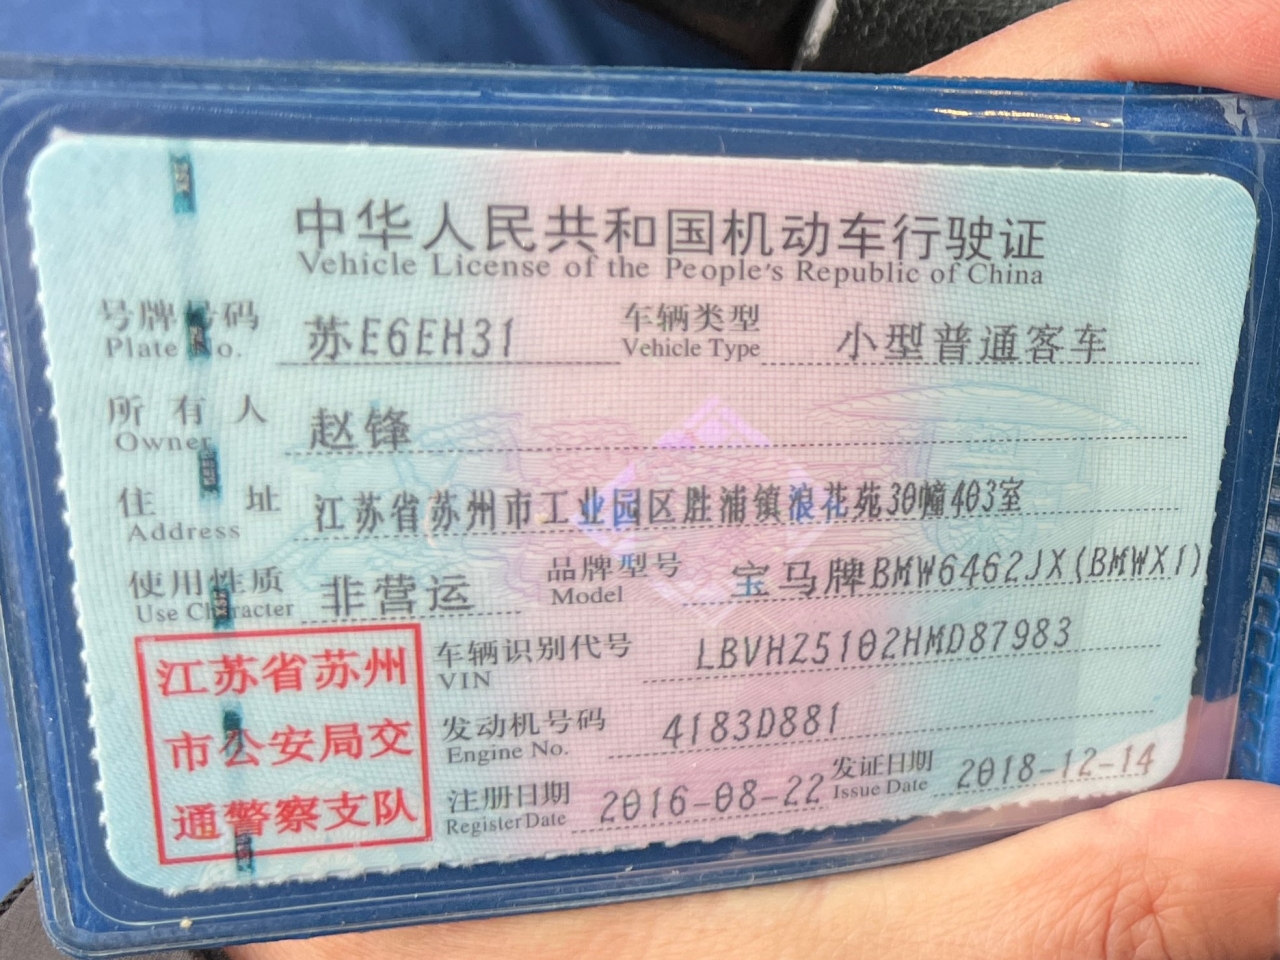 中华人民共和国机动车行驶证
Vehicle License of the People's Republic of China
号牌号码 苏E6EH31 车辆类型 小型普通客车
Plate No. Vehicle Type
所有人 赵锋
Owner
住址 江苏省苏州市工业园区胜浦镇浪花苑30幢403室
Address
使用性质 非营运 品牌型号 宝马牌BMW6462JX(BMWX1)
Use Character Model
江苏省苏州
市公安局交
通警察支队
车辆识别代号 LBVHZ5102HMD87983
VIN
发动机号码 4183D881
Engine No.
注册日期 2016-08-22 发证日期 2018-12-14
Register Date Issue Date